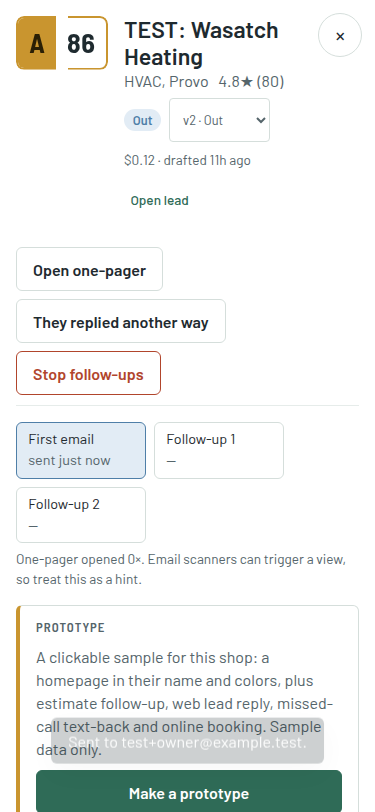 A 86
TEST: Wasatch
Heating
×
HVAC, Provo 4.8★ (80)
Out
v2 · Out
$0.12 · drafted 11h ago
Open lead
Open one-pager
They replied another way
Stop follow-ups
First email
sent just now
Follow-up 1
—
Follow-up 2
—
One-pager opened 0×. Email scanners can trigger a view,
so treat this as a hint.
PROTOTYPE
A clickable sample for this shop: a
homepage in their name and colors, plus
estimate follow-up, web lead reply, missed-
call text-back and online booking. Sample
data only.
Sent to test+owner@example.test.
Make a prototype